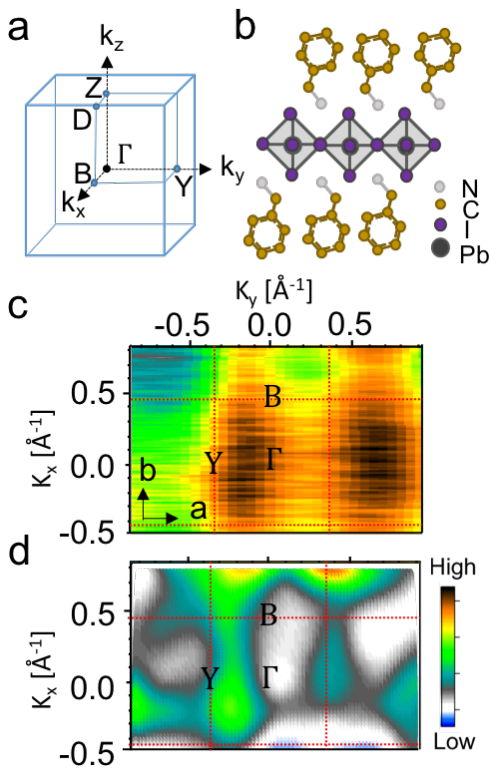 a
k_z
Z
D
Γ
B
Y
k_y
k_x
b
N
C
I
Pb
c
K_y [Å⁻¹]
-0.5 0.0 0.5
K_x [Å⁻¹]
0.5
0.0
-0.5
B
Y Γ
b
a
d
K_x [Å⁻¹]
0.5
0.0
-0.5
B
Y Γ
High
Low